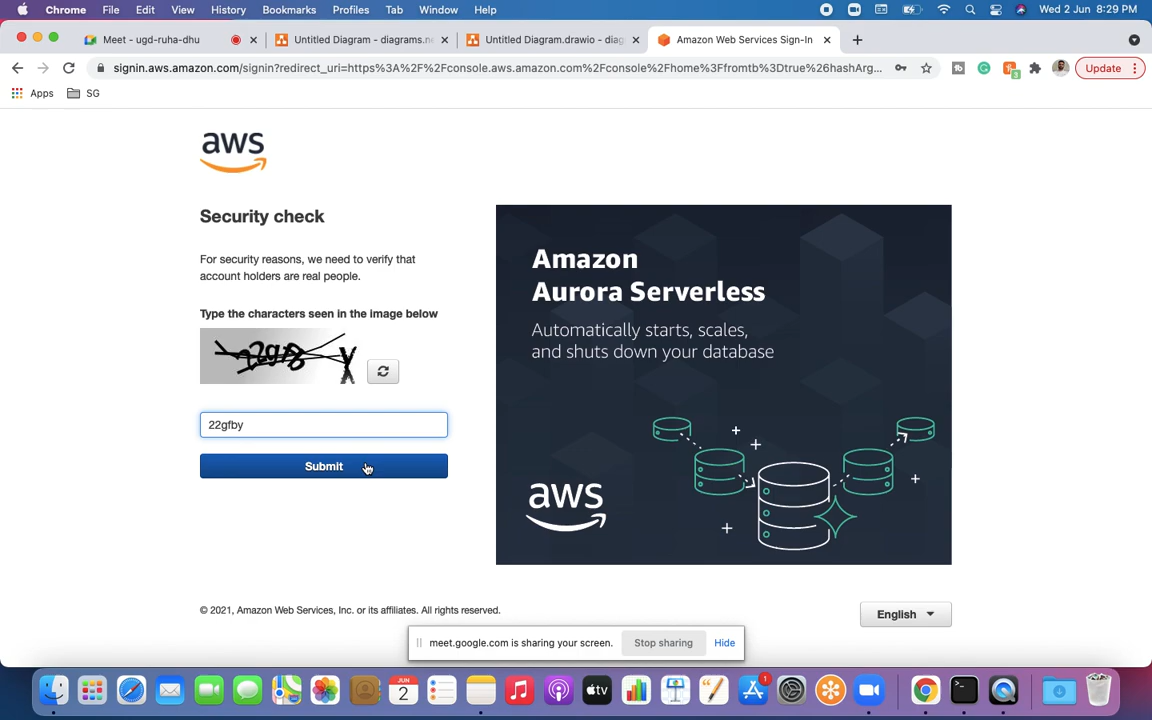 Chrome File Edit View History Bookmarks Profiles Tab Window Help Wed 2 Jun 8:29 PM
Meet - ugd-ruha-dhu
Untitled Diagram - diagrams.ne
Untitled Diagram.drawio - diag
Amazon Web Services Sign-In
signin.aws.amazon.com/signin?redirect_uri=https%3A%2F%2Fconsole.aws.amazon.com%2Fconsole%2Fhome%3Ffromtb%3Dtrue%26hashArg...
Update
Apps SG
aws
Security check
For security reasons, we need to verify that
account holders are real people.
Type the characters seen in the image below
22gfby
Submit
Amazon
Aurora Serverless
Automatically starts, scales,
and shuts down your database
aws
© 2021, Amazon Web Services, Inc. or its affiliates. All rights reserved.
English
meet.google.com is sharing your screen. Stop sharing Hide
JUN
2
tv
1